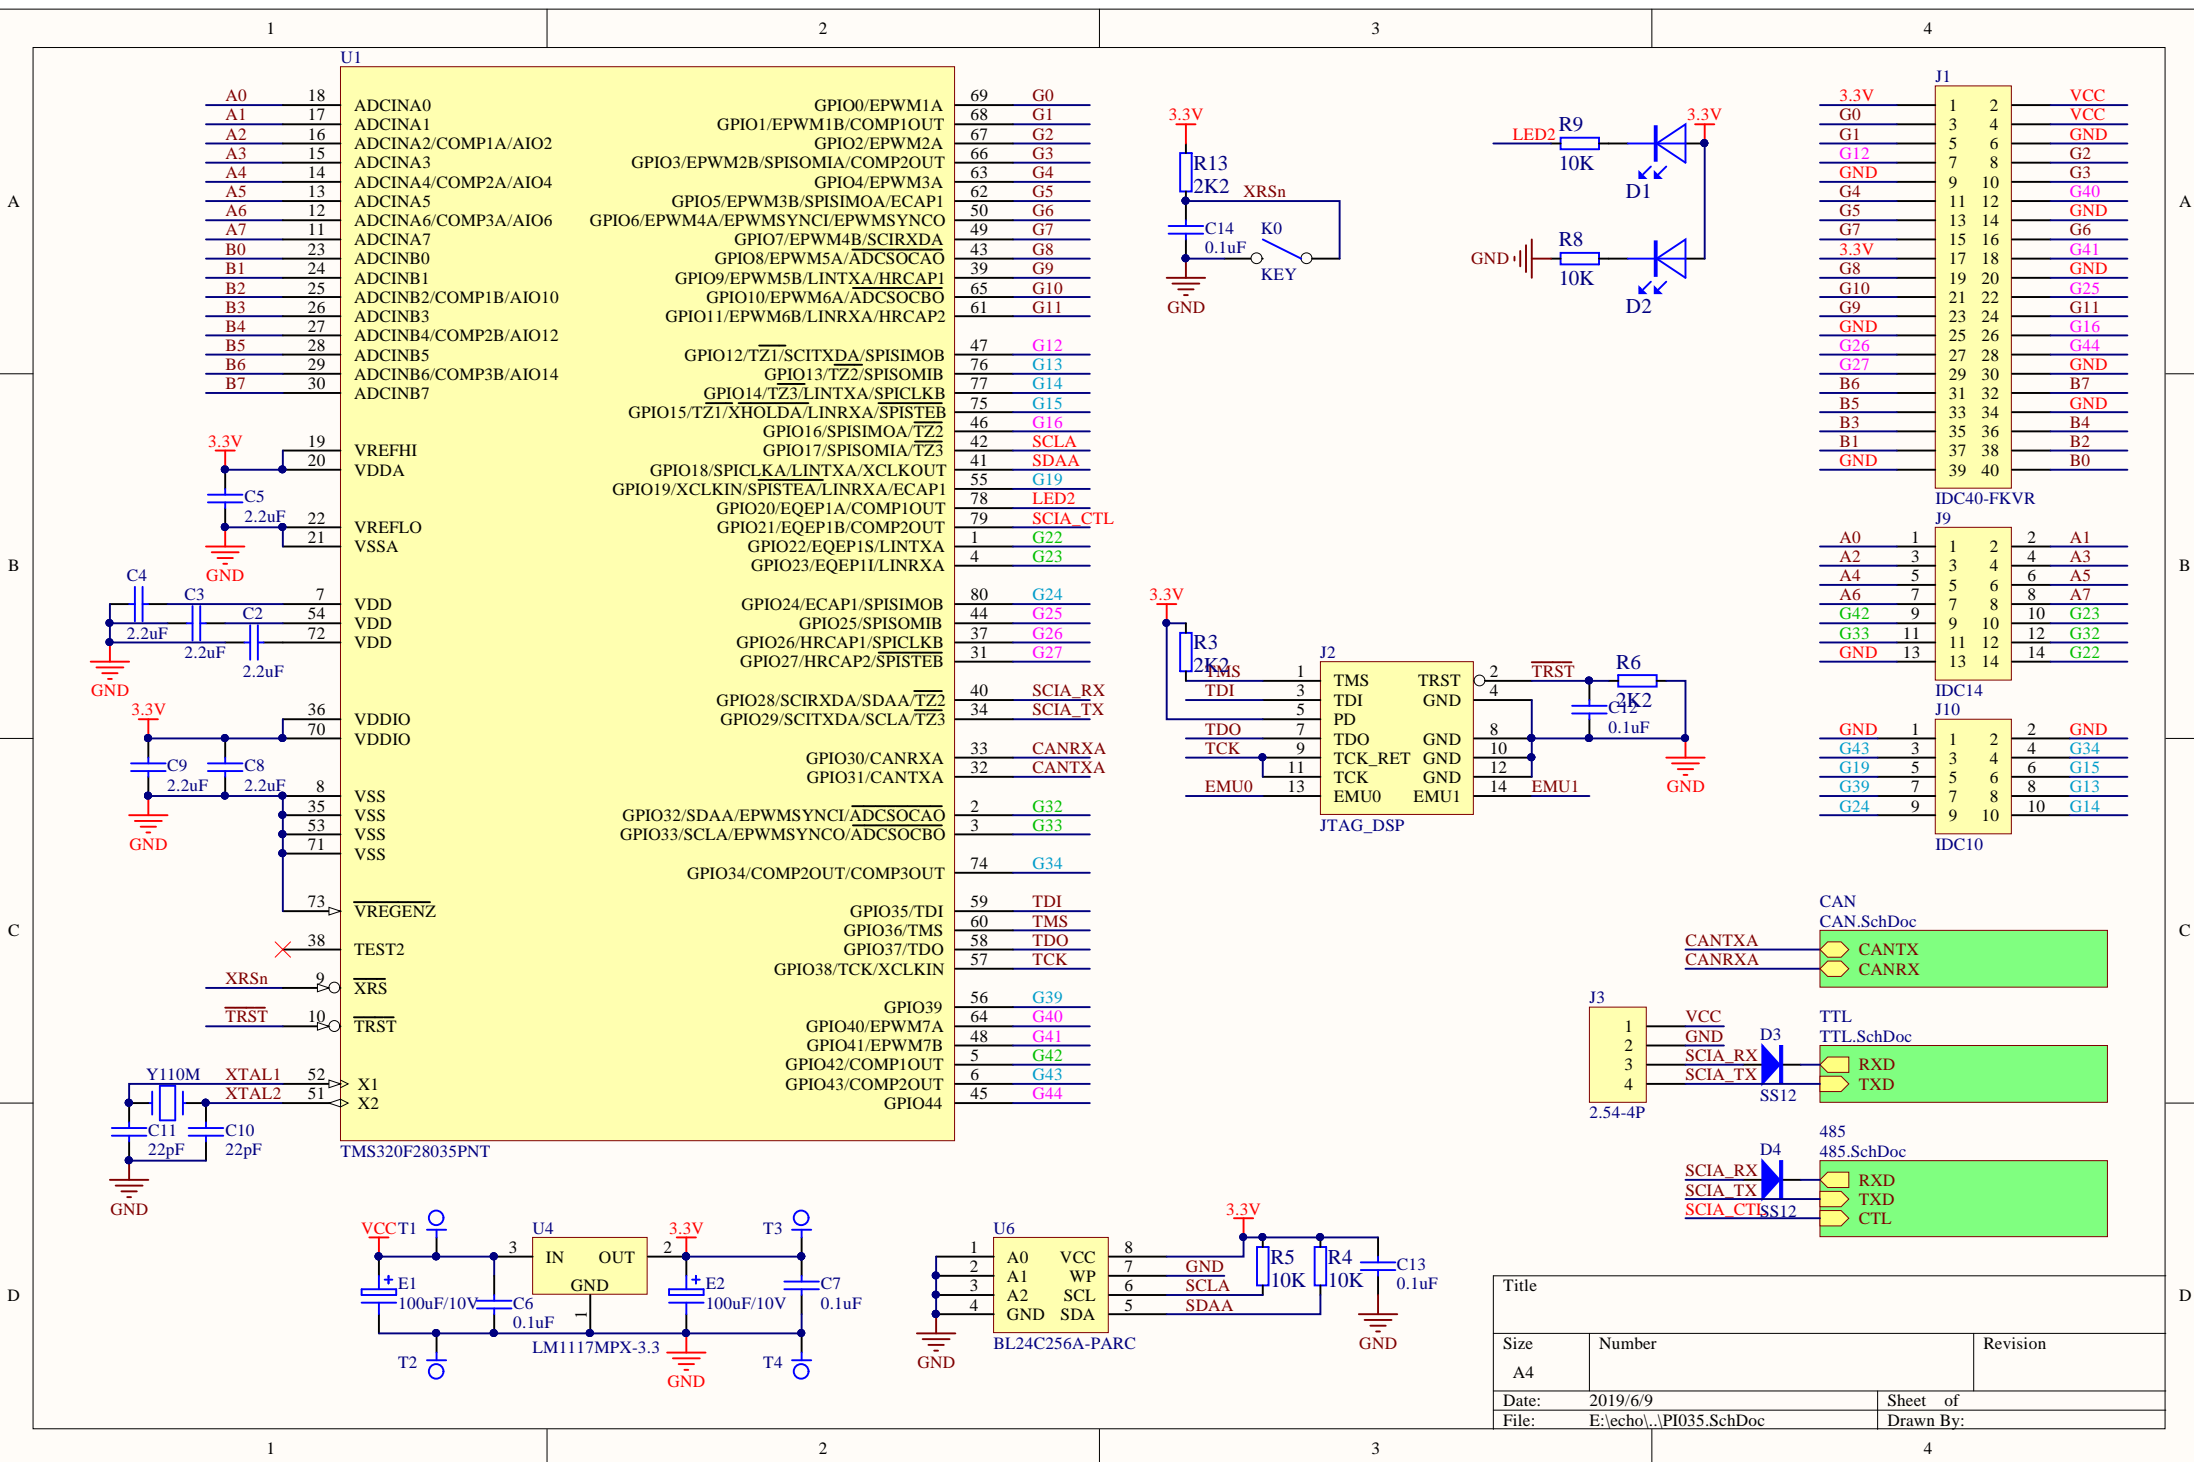 1 2 3 4
A B C D
U1
A0 18 ADCINA0
A1 17 ADCINA1
A2 16 ADCINA2/COMP1A/AIO2
A3 15 ADCINA3
A4 14 ADCINA4/COMP2A/AIO4
A5 13 ADCINA5
A6 12 ADCINA6/COMP3A/AIO6
A7 11 ADCINA7
B0 23 ADCINB0
B1 24 ADCINB1
B2 25 ADCINB2/COMP1B/AIO10
B3 26 ADCINB3
B4 27 ADCINB4/COMP2B/AIO12
B5 28 ADCINB5
B6 29 ADCINB6/COMP3B/AIO14
B7 30 ADCINB7
3.3V 19 VREFHI
20 VDDA
C5 2.2uF
22 VREFLO
21 VSSA
GND
C4 2.2uF 7 VDD
C3 2.2uF 54 VDD
C2 2.2uF 72 VDD
GND
3.3V 36 VDDIO
70 VDDIO
C9 2.2uF C8 2.2uF
8 VSS
35 VSS
53 VSS
71 VSS
GND
73 VREGENZ
38 TEST2
XRSn 9 XRS
TRST 10 TRST
Y110M XTAL1 52 X1
XTAL2 51 X2
C11 22pF C10 22pF
GND
TMS320F28035PNT
GPIO0/EPWM1A 69 G0
GPIO1/EPWM1B/COMP1OUT 68 G1
GPIO2/EPWM2A 67 G2
GPIO3/EPWM2B/SPISOMIA/COMP2OUT 66 G3
GPIO4/EPWM3A 63 G4
GPIO5/EPWM3B/SPISIMOA/ECAP1 62 G5
GPIO6/EPWM4A/EPWMSYNCI/EPWMSYNCO 50 G6
GPIO7/EPWM4B/SCIRXDA 49 G7
GPIO8/EPWM5A/ADCSOCAO 43 G8
GPIO9/EPWM5B/LINTXA/HRCAP1 39 G9
GPIO10/EPWM6A/ADCSOCBO 65 G10
GPIO11/EPWM6B/LINRXA/HRCAP2 61 G11
GPIO12/TZ1/SCITXDA/SPISIMOB 47 G12
GPIO13/TZ2/SPISOMIB 76 G13
GPIO14/TZ3/LINTXA/SPICLKB 77 G14
GPIO15/TZ1/XHOLDA/LINRXA/SPISTEB 75 G15
GPIO16/SPISIMOA/TZ2 46 G16
GPIO17/SPISOMIA/TZ3 42 SCLA
GPIO18/SPICLKA/LINTXA/XCLKOUT 41 SDAA
GPIO19/XCLKIN/SPISTEA/LINRXA/ECAP1 55 G19
GPIO20/EQEP1A/COMP1OUT 78 LED2
GPIO21/EQEP1B/COMP2OUT 79 SCIA_CTL
GPIO22/EQEP1S/LINTXA 1 G22
GPIO23/EQEP1I/LINRXA 4 G23
GPIO24/ECAP1/SPISIMOB 80 G24
GPIO25/SPISOMIB 44 G25
GPIO26/HRCAP1/SPICLKB 37 G26
GPIO27/HRCAP2/SPISTEB 31 G27
GPIO28/SCIRXDA/SDAA/TZ2 40 SCIA_RX
GPIO29/SCITXDA/SCLA/TZ3 34 SCIA_TX
GPIO30/CANRXA 33 CANRXA
GPIO31/CANTXA 32 CANTXA
GPIO32/SDAA/EPWMSYNCI/ADCSOCAO 2 G32
GPIO33/SCLA/EPWMSYNCO/ADCSOCBO 3 G33
GPIO34/COMP2OUT/COMP3OUT 74 G34
GPIO35/TDI 59 TDI
GPIO36/TMS 60 TMS
GPIO37/TDO 58 TDO
GPIO38/TCK/XCLKIN 57 TCK
GPIO39 56 G39
GPIO40/EPWM7A 64 G40
GPIO41/EPWM7B 48 G41
GPIO42/COMP1OUT 5 G42
GPIO43/COMP2OUT 6 G43
GPIO44 45 G44
3.3V
R13 2K2
XRSn
C14 0.1uF K0 KEY
GND
LED2 R9 10K D1 3.3V
GND R8 10K D2
3.3V
R3 2K2
J2
TMS 1 TMS TRST 2 TRST
TDI 3 TDI GND 4
5 PD
TDO 7 TDO GND 8
TCK 9 TCK_RET GND 10
11 TCK GND 12
EMU0 13 EMU0 EMU1 14 EMU1
JTAG_DSP
R6 2K2
C12 0.1uF
GND
J1
3.3V 1 2 VCC
G0 3 4 VCC
G1 5 6 GND
G12 7 8 G2
GND 9 10 G3
G4 11 12 G40
G5 13 14 GND
G7 15 16 G6
3.3V 17 18 G41
G8 19 20 GND
G10 21 22 G25
G9 23 24 G11
GND 25 26 G16
G26 27 28 G44
G27 29 30 GND
B6 31 32 B7
B5 33 34 GND
B3 35 36 B4
B1 37 38 B2
GND 39 40 B0
IDC40-FKVR
J9
A0 1 1 2 2 A1
A2 3 3 4 4 A3
A4 5 5 6 6 A5
A6 7 7 8 8 A7
G42 9 9 10 10 G23
G33 11 11 12 12 G32
GND 13 13 14 14 G22
IDC14
J10
GND 1 1 2 2 GND
G43 3 3 4 4 G34
G19 5 5 6 6 G15
G39 7 7 8 8 G13
G24 9 9 10 10 G14
IDC10
CAN
CAN.SchDoc
CANTXA CANTX
CANRXA CANRX
J3
1 VCC
2 GND
3 SCIA_RX
4 SCIA_TX
2.54-4P
D3 SS12
TTL
TTL.SchDoc
RXD
TXD
485
485.SchDoc
D4 SS12
SCIA_RX RXD
SCIA_TX TXD
SCIA_CTL CTL
VCC T1 U4 3.3V T3
3 IN OUT 2
GND 1
E1 100uF/10V C6 0.1uF
E2 100uF/10V C7 0.1uF
LM1117MPX-3.3
T2 GND T4
U6 3.3V
1 A0 VCC 8
2 A1 WP 7 GND
3 A2 SCL 6 SCLA
4 GND SDA 5 SDAA
BL24C256A-PARC
GND
R5 10K R4 10K C13 0.1uF
GND
Title
Size Number Revision
A4
Date: 2019/6/9 Sheet of
File: E:\echo\..\PI035.SchDoc Drawn By:
1 2 3 4
A B C D